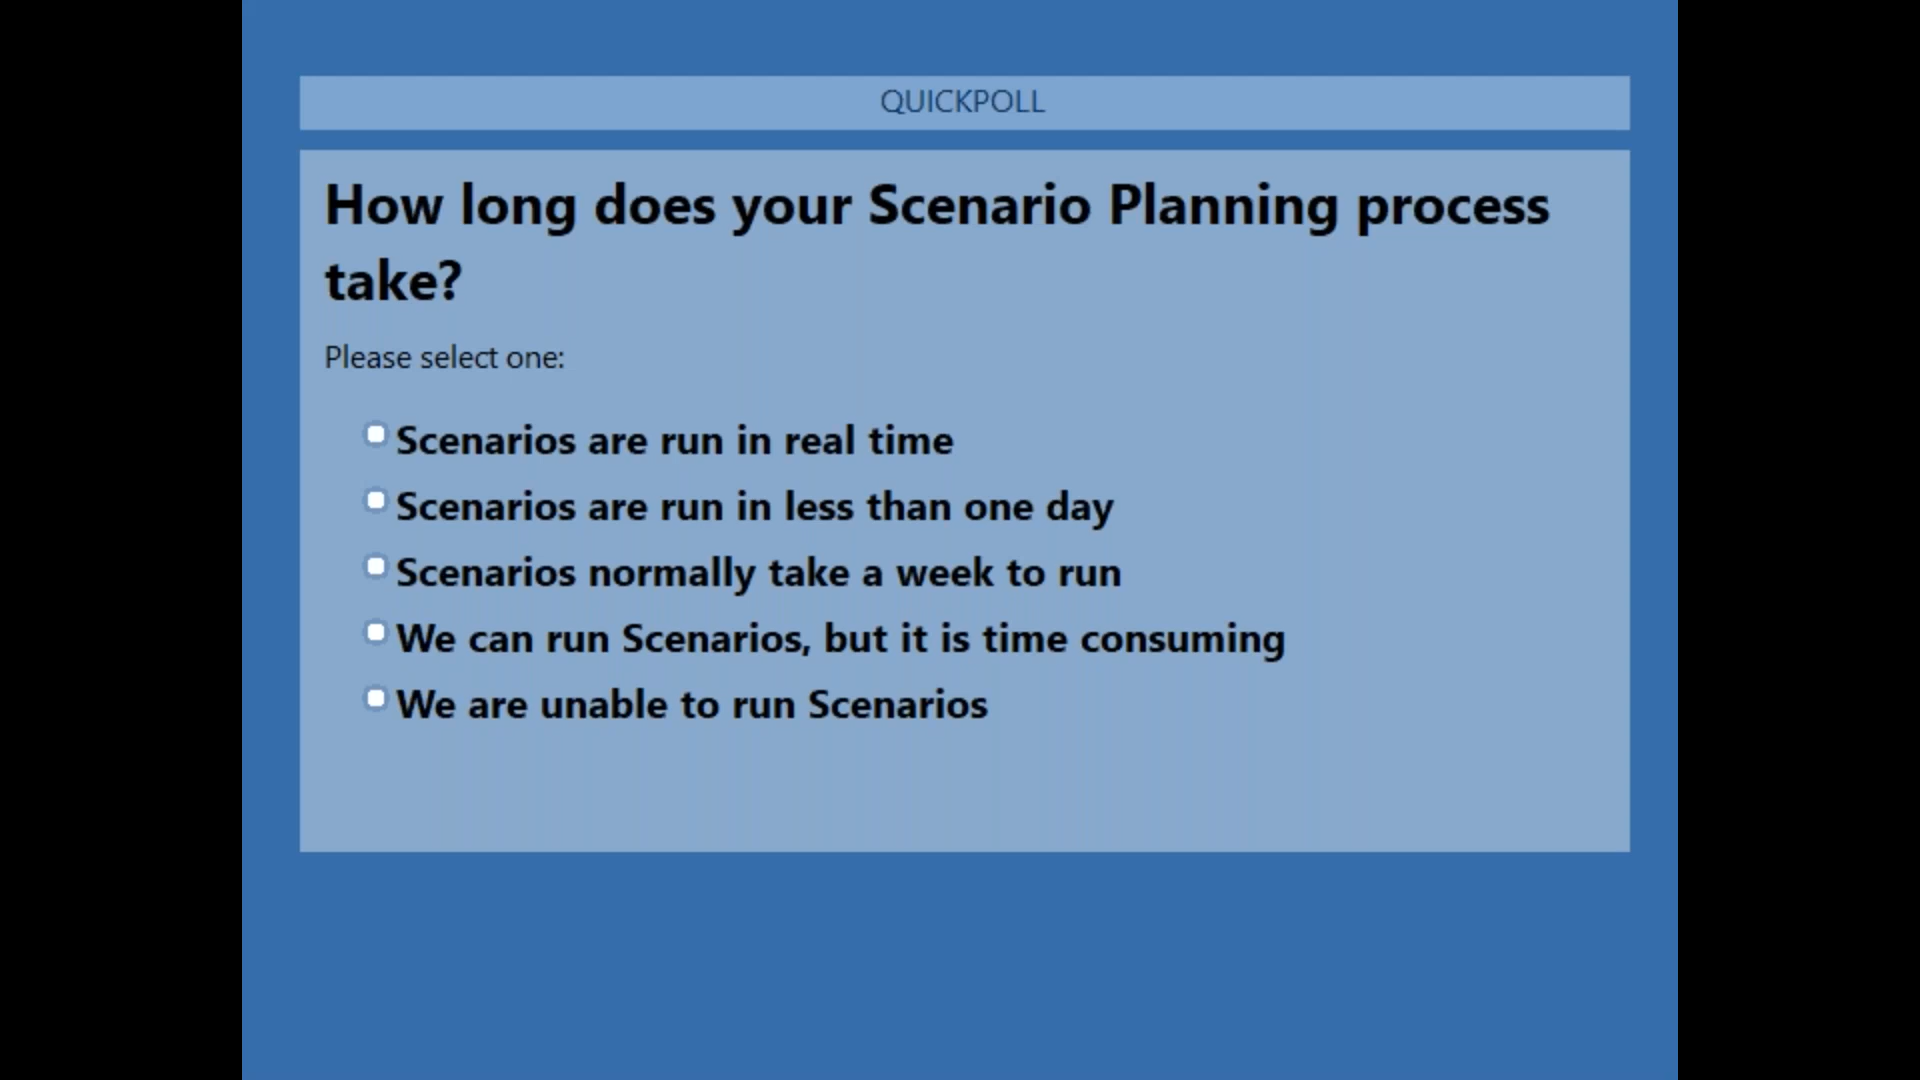 QUICKPOLL
How long does your Scenario Planning process
take?
Please select one:
Scenarios are run in real time
Scenarios are run in less than one day
Scenarios normally take a week to run
We can run Scenarios, but it is time consuming
We are unable to run Scenarios